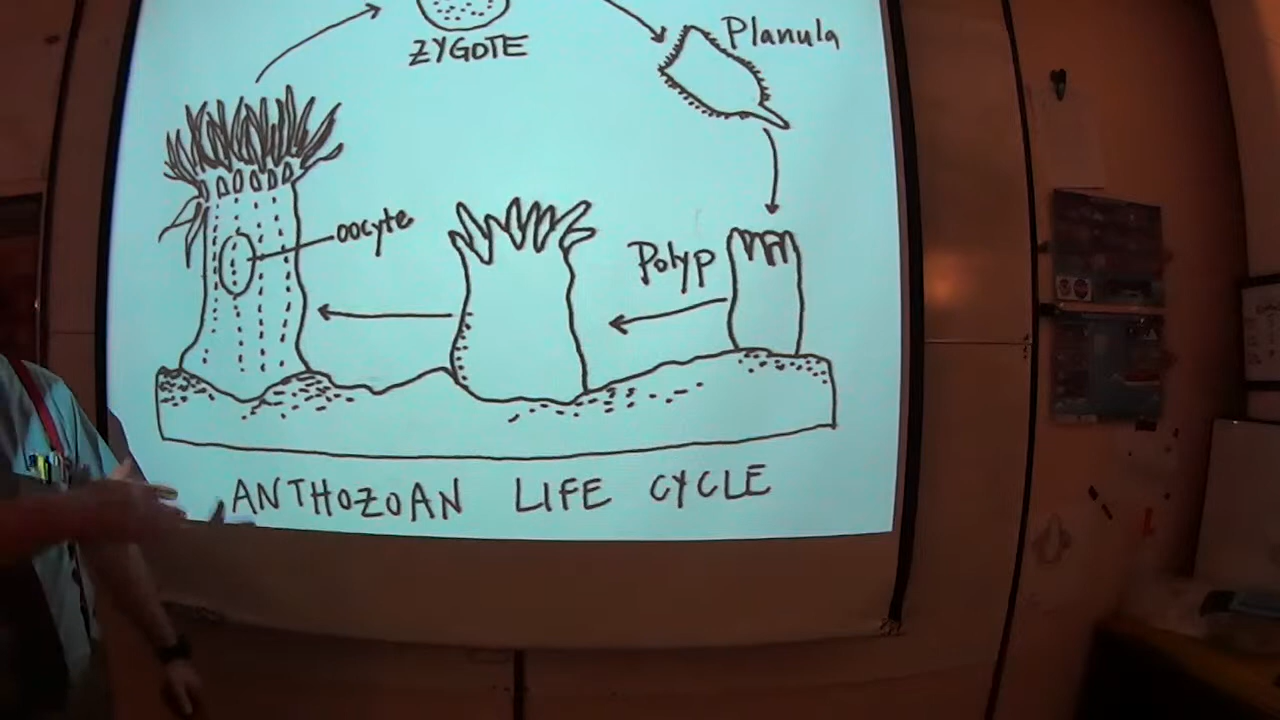 ZYGOTE
Planula
oocyte
Polyp
ANTHOZOAN LIFE CYCLE